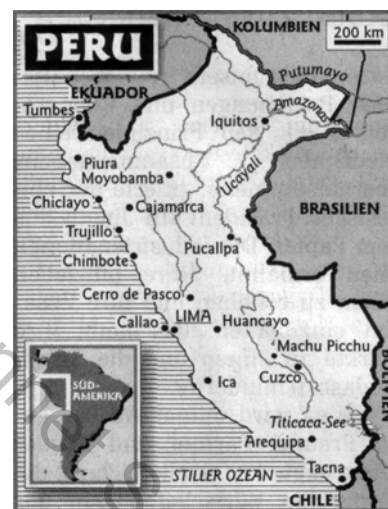 PERU
KOLUMBIEN
200 km
Putumayo
EKUADOR
Amazonas
Tumbes
Iquitos
Piura
Moyobamba
Ucayali
Chiclayo
Cajamarca
BRASILIEN
Trujillo
Pucallpa
Chimbote
Cerro de Pasco
Callao
LIMA
Huancayo
Machu Picchu
BOLIVIEN
SÜD-
AMERIKA
Ica
Cuzco
Titicaca-See
Arequipa
STILLER OZEAN
Tacna
CHILE